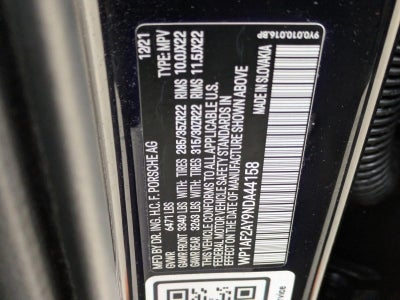 MFD BY DR. ING. H.C. F. PORSCHE AG 12/21
GVWR 6471 LBS TYPE: MPV
GAWR FRONT 3340 LBS WITH TIRES 285/35ZR22 RIMS 10.0JX22
GAWR REAR 3263 LBS WITH TIRES 315/30ZR22 RIMS 11.5JX22
THIS VEHICLE CONFORMS TO ALL APPLICABLE U.S.
FEDERAL MOTOR VEHICLE SAFETY STANDARDS IN
EFFECT ON THE DATE OF MANUFACTURE SHOWN ABOVE
WP1AF2AY9NDA44158 MADE IN SLOVAKIA
9Y0.010.016.BP